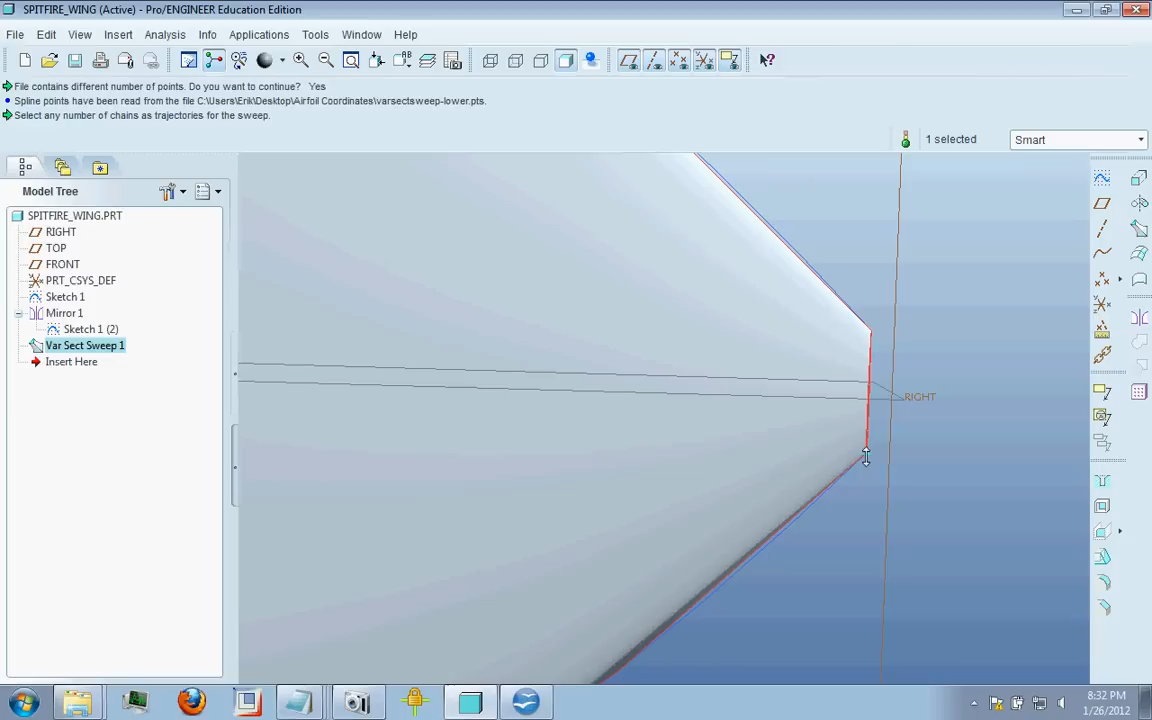 SPITFIRE_WING (Active) - Pro/ENGINEER Education Edition
File Edit View Insert Analysis Info Applications Tools Window Help
File contains different number of points. Do you want to continue? Yes
Spline points have been read from the file C:\Users\Erik\Desktop\Airfoil Coordinates\varsectsweep-lower.pts.
Select any number of chains as trajectories for the sweep.
1 selected Smart
Model Tree
SPITFIRE_WING.PRT
RIGHT
TOP
FRONT
PRT_CSYS_DEF
Sketch 1
Mirror 1
Sketch 1 (2)
Var Sect Sweep 1
Insert Here
RIGHT
8:32 PM
1/26/2012